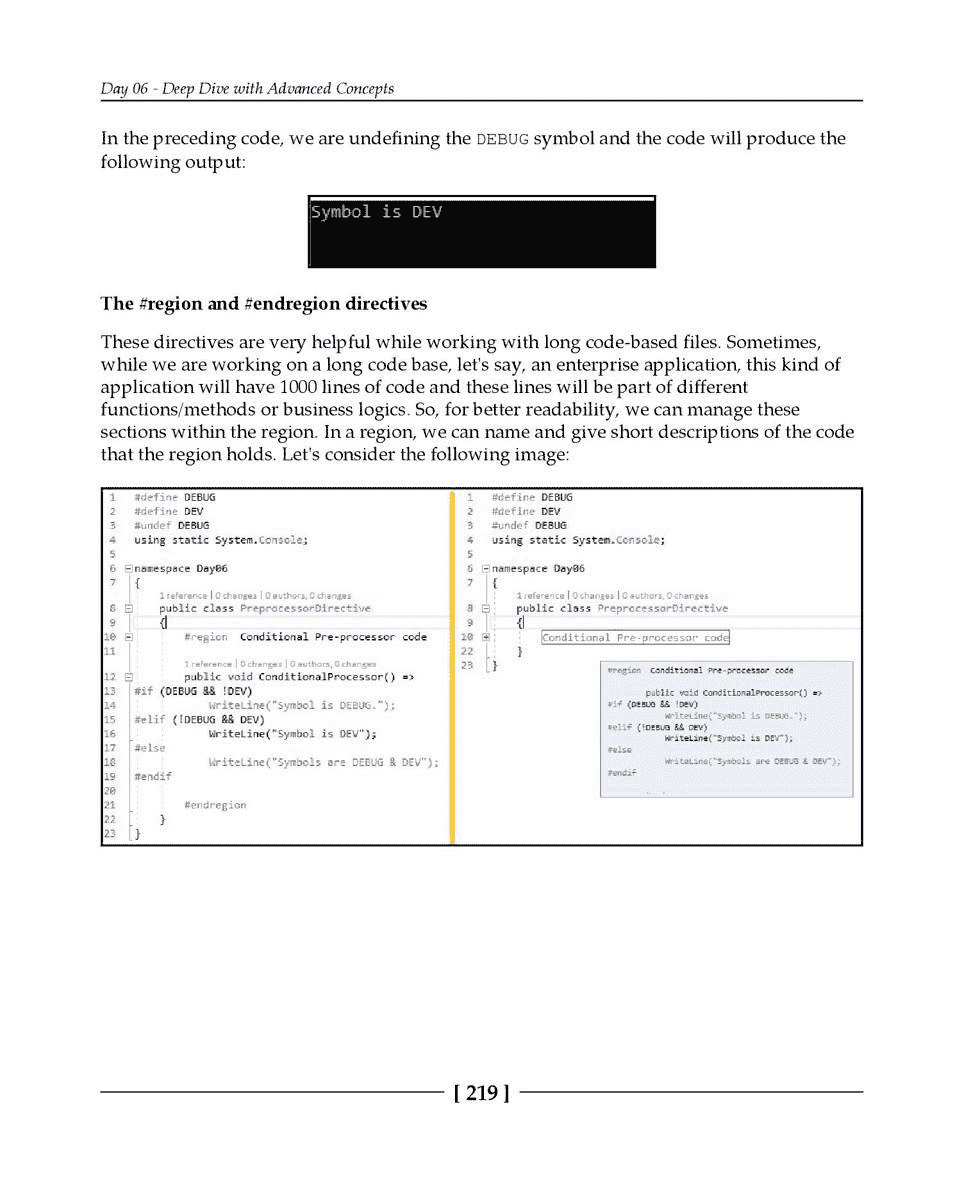 Day 06 - Deep Dive with Advanced Concepts
In the preceding code, we are undefining the DEBUG symbol and the code will produce the
following output:
Symbol is DEV
The #region and #endregion directives
These directives are very helpful while working with long code-based files. Sometimes,
while we are working on a long code base, let's say, an enterprise application, this kind of
application will have 1000 lines of code and these lines will be part of different
functions/methods or business logics. So, for better readability, we can manage these
sections within the region. In a region, we can name and give short descriptions of the code
that the region holds. Let's consider the following image:
1 #define DEBUG
2 #define DEV
3 #undef DEBUG
4 using static System.Console;
5
6 namespace Day06
7 {
1 reference | 0 changes | 0 authors, 0 changes
8 public class PreprocessorDirective
9 {
10 #region Conditional Pre-processor code
11
1 reference | 0 changes | 0 authors, 0 changes
12 public void ConditionalProcessor() =>
13 #if (DEBUG && !DEV)
14 WriteLine("Symbol is DEBUG.");
15 #elif (!DEBUG && DEV)
16 WriteLine("Symbol is DEV");
17 #else
18 WriteLine("Symbols are DEBUG & DEV");
19 #endif
20
21 #endregion
22 }
23 }
1 #define DEBUG
2 #define DEV
3 #undef DEBUG
4 using static System.Console;
5
6 namespace Day06
7 {
1 reference | 0 changes | 0 authors, 0 changes
8 public class PreprocessorDirective
9 {
10 Conditional Pre-processor code
22 }
23 }
#region Conditional Pre-processor code
public void ConditionalProcessor() =>
#if (DEBUG && !DEV)
WriteLine("Symbol is DEBUG.");
#elif (!DEBUG && DEV)
WriteLine("Symbol is DEV");
#else
WriteLine("Symbols are DEBUG & DEV");
#endif
[ 219 ]